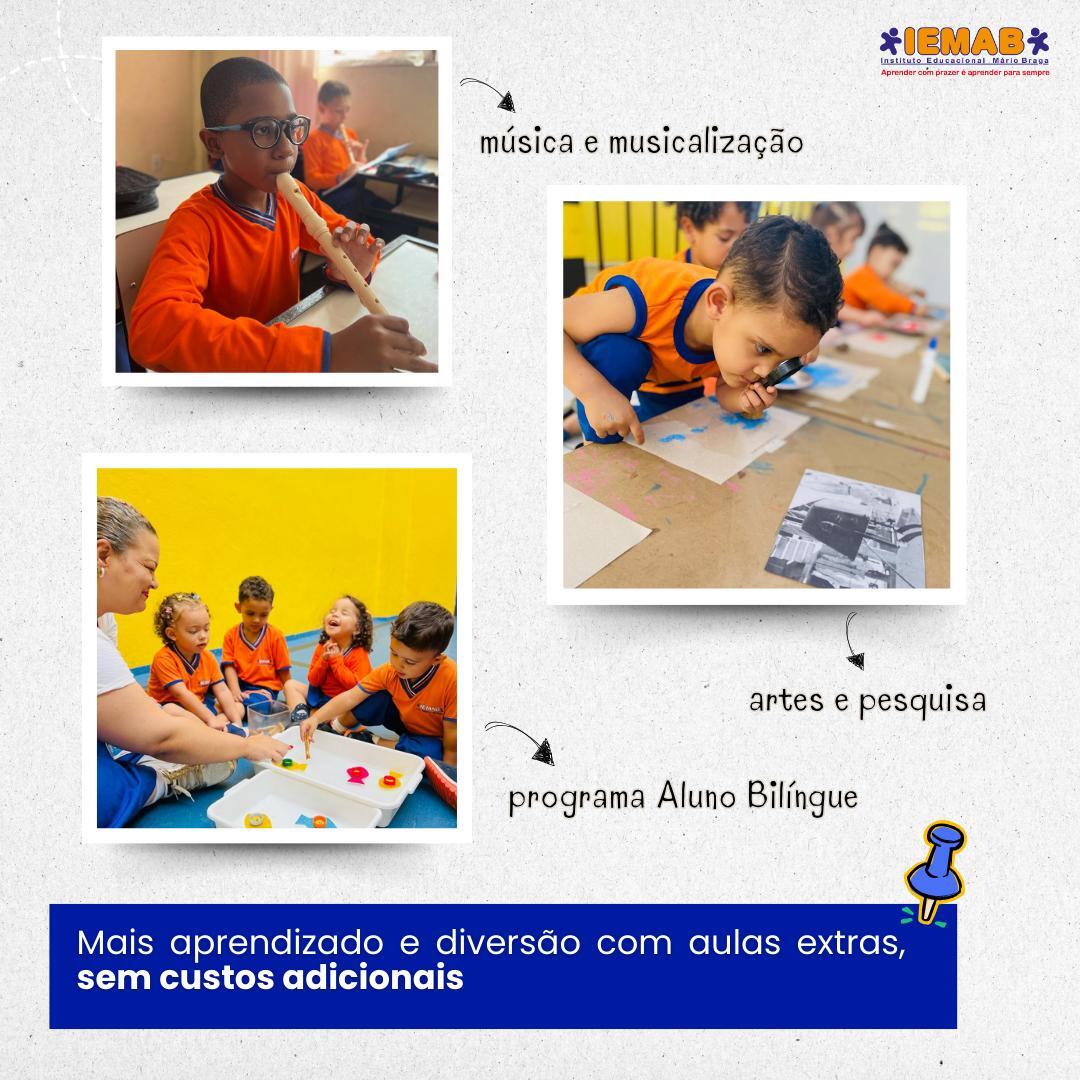 IEMAB
Instituto Educacional Mário Braga
Aprender com prazer é aprender para sempre
música e musicalização
artes e pesquisa
programa Aluno Bilíngue
Mais aprendizado e diversão com aulas extras,
sem custos adicionais